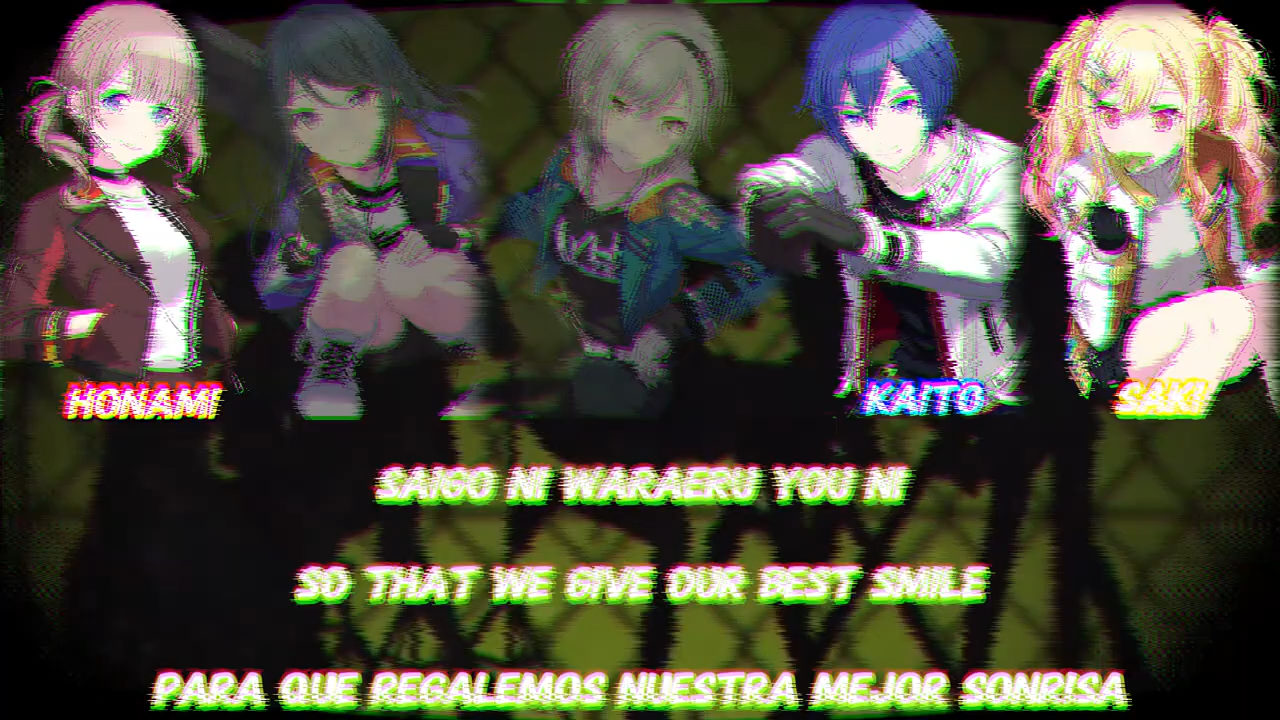 HONAMI KAITO SAKI
SAIGO NI WARAERU YOU NI
SO THAT WE GIVE OUR BEST SMILE
PARA QUE REGALEMOS NUESTRA MEJOR SONRISA